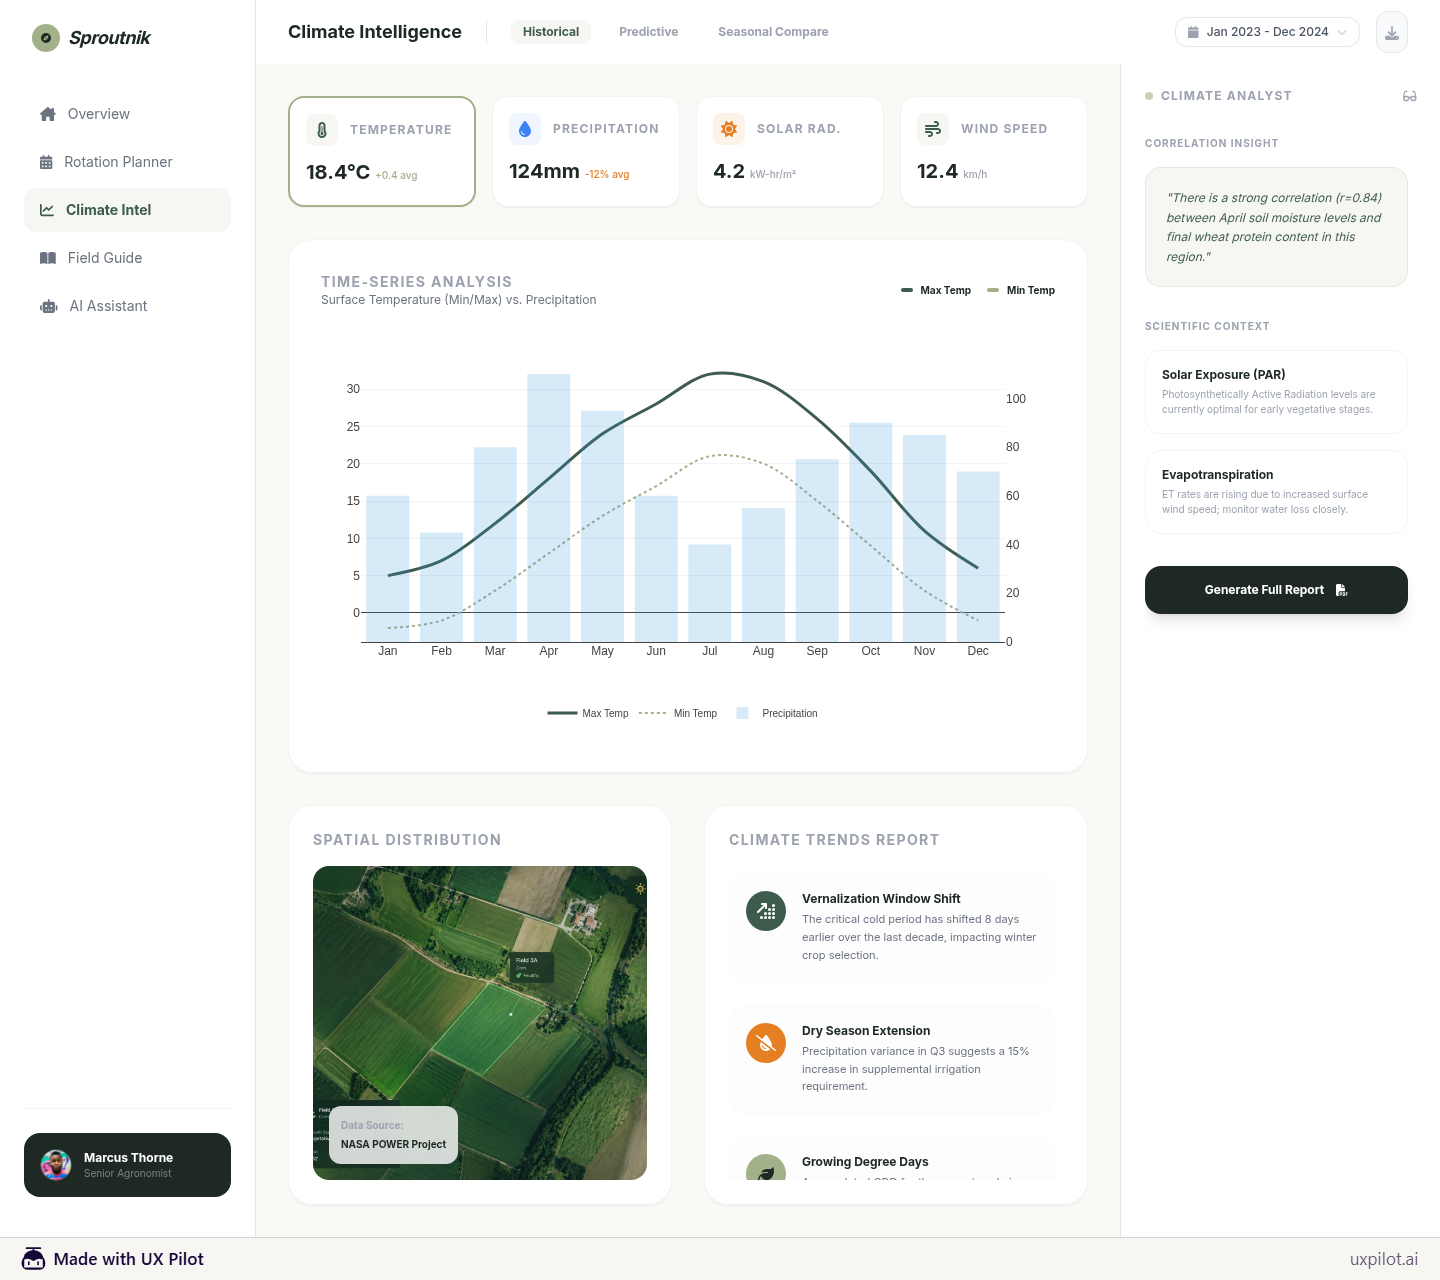 Sproutnik
Overview
Rotation Planner
Climate Intel
Field Guide
AI Assistant
Marcus Thorne
Senior Agronomist
Climate Intelligence
Historical
Predictive
Seasonal Compare
Jan 2023 - Dec 2024
TEMPERATURE
18.4°C +0.4 avg
PRECIPITATION
124mm -12% avg
SOLAR RAD.
4.2 kW-hr/m²
WIND SPEED
12.4 km/h
TIME-SERIES ANALYSIS
Surface Temperature (Min/Max) vs. Precipitation
Max Temp
Min Temp
30
25
20
15
10
5
0
100
80
60
40
20
0
Jan
Feb
Mar
Apr
May
Jun
Jul
Aug
Sep
Oct
Nov
Dec
Max Temp
Min Temp
Precipitation
SPATIAL DISTRIBUTION
Field 3A
Corn
Healthy
Data Source:
NASA POWER Project
CLIMATE TRENDS REPORT
Vernalization Window Shift
The critical cold period has shifted 8 days
earlier over the last decade, impacting winter
crop selection.
Dry Season Extension
Precipitation variance in Q3 suggests a 15%
increase in supplemental irrigation
requirement.
Growing Degree Days
CLIMATE ANALYST
CORRELATION INSIGHT
"There is a strong correlation (r=0.84)
between April soil moisture levels and
final wheat protein content in this
region."
SCIENTIFIC CONTEXT
Solar Exposure (PAR)
Photosynthetically Active Radiation levels are
currently optimal for early vegetative stages.
Evapotranspiration
ET rates are rising due to increased surface
wind speed; monitor water loss closely.
Generate Full Report
Made with UX Pilot
uxpilot.ai